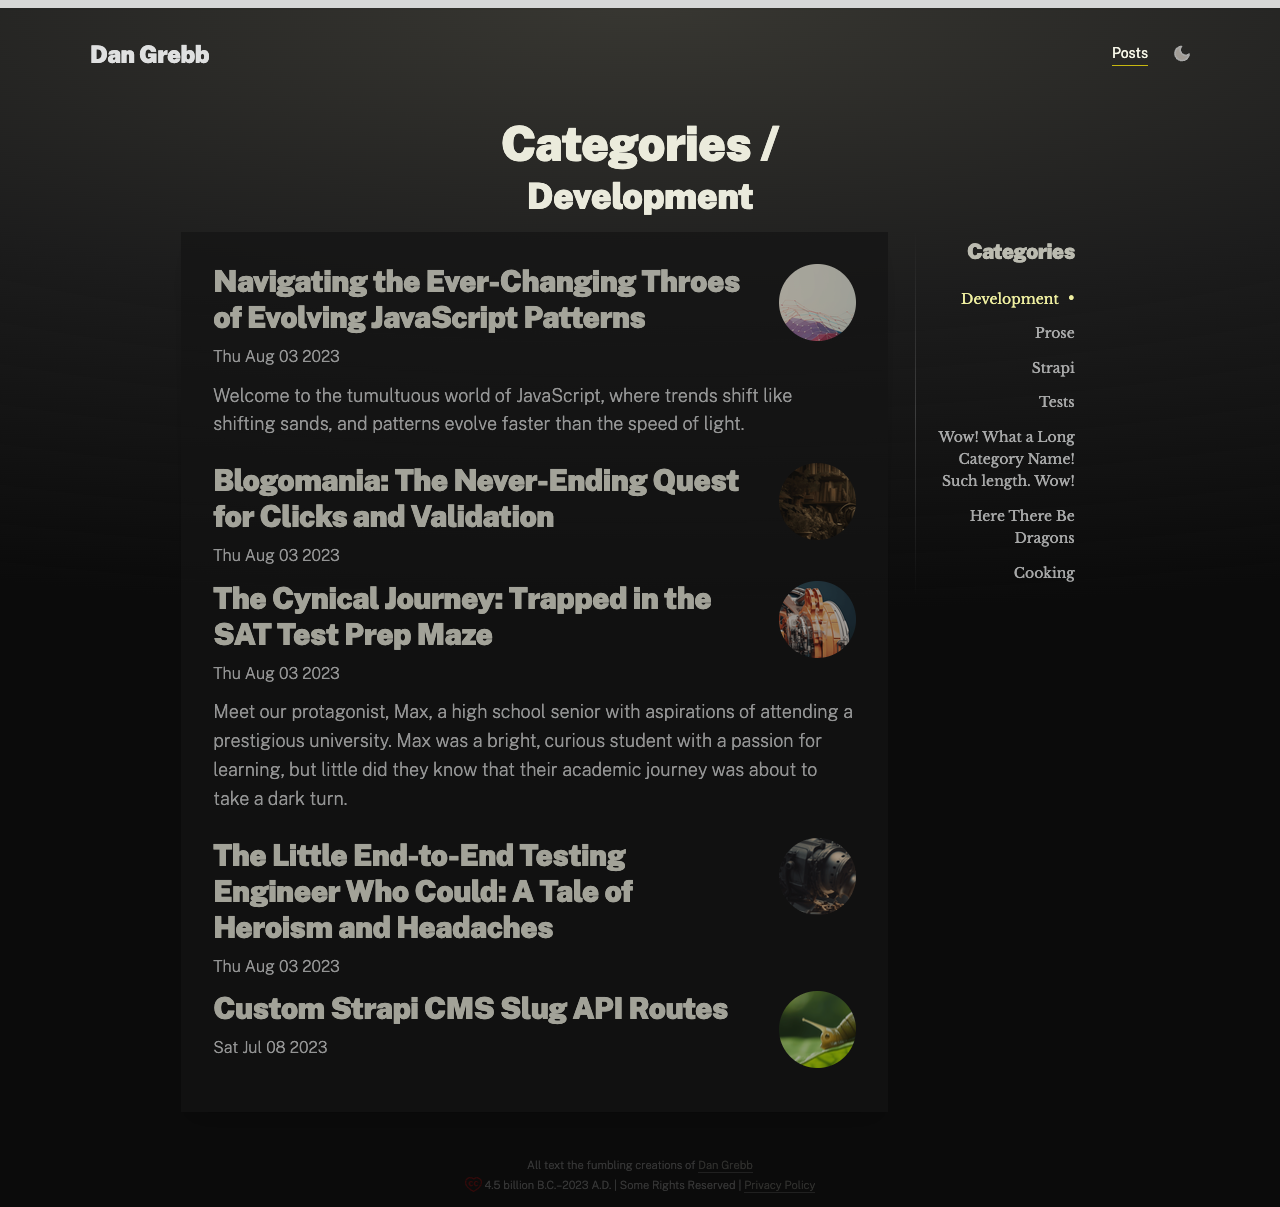 Dan Grebb
Posts
Categories /
Development
Navigating the Ever-Changing Throes
of Evolving JavaScript Patterns
Thu Aug 03 2023
Welcome to the tumultuous world of JavaScript, where trends shift like
shifting sands, and patterns evolve faster than the speed of light.
Blogomania: The Never-Ending Quest
for Clicks and Validation
Thu Aug 03 2023
The Cynical Journey: Trapped in the
SAT Test Prep Maze
Thu Aug 03 2023
Meet our protagonist, Max, a high school senior with aspirations of attending a
prestigious university. Max was a bright, curious student with a passion for
learning, but little did they know that their academic journey was about to
take a dark turn.
The Little End-to-End Testing
Engineer Who Could: A Tale of
Heroism and Headaches
Thu Aug 03 2023
Custom Strapi CMS Slug API Routes
Sat Jul 08 2023
Categories
Development •
Prose
Strapi
Tests
Wow! What a Long
Category Name!
Such length. Wow!
Here There Be
Dragons
Cooking
All text the fumbling creations of Dan Grebb
4.5 billion B.C.–2023 A.D. | Some Rights Reserved | Privacy Policy